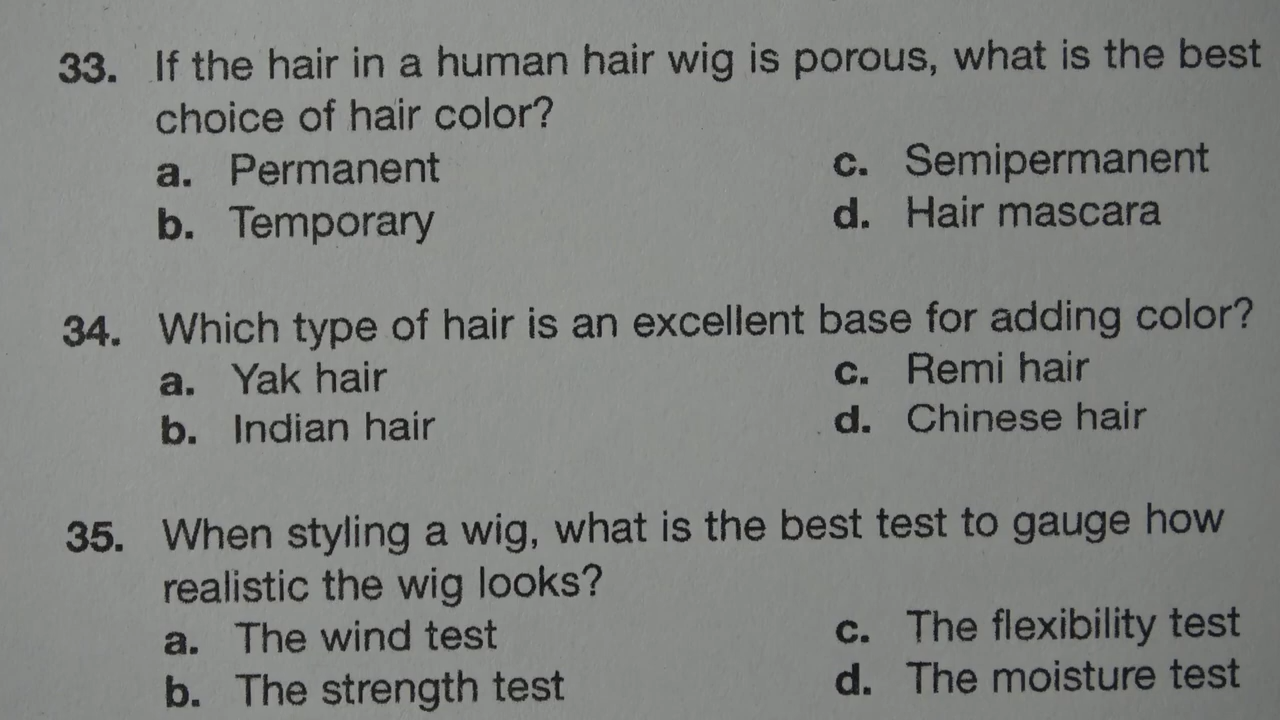 33. If the hair in a human hair wig is porous, what is the best
choice of hair color?
a. Permanent
b. Temporary
c. Semipermanent
d. Hair mascara
34. Which type of hair is an excellent base for adding color?
a. Yak hair
b. Indian hair
c. Remi hair
d. Chinese hair
35. When styling a wig, what is the best test to gauge how
realistic the wig looks?
a. The wind test
b. The strength test
c. The flexibility test
d. The moisture test